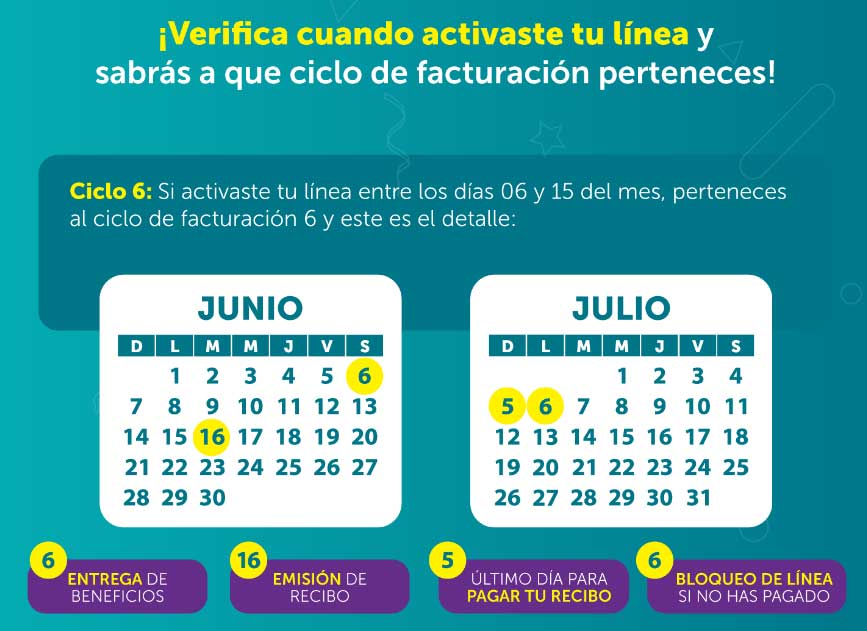 ¡Verifica cuando activaste tu línea y
sabrás a que ciclo de facturación perteneces!
Ciclo 6: Si activaste tu línea entre los días 06 y 15 del mes, perteneces
al ciclo de facturación 6 y este es el detalle:
JUNIO
D L M M J V S
1 2 3 4 5 6
7 8 9 10 11 12 13
14 15 16 17 18 19 20
21 22 23 24 25 26 27
28 29 30
JULIO
D L M M J V S
1 2 3 4
5 6 7 8 9 10 11
12 13 14 15 16 17 18
19 20 21 22 23 24 25
26 27 28 29 30 31
6
ENTREGA DE
BENEFICIOS
16
EMISIÓN DE
RECIBO
5
ÚLTIMO DÍA PARA
PAGAR TU RECIBO
6
BLOQUEO DE LÍNEA
SI NO HAS PAGADO